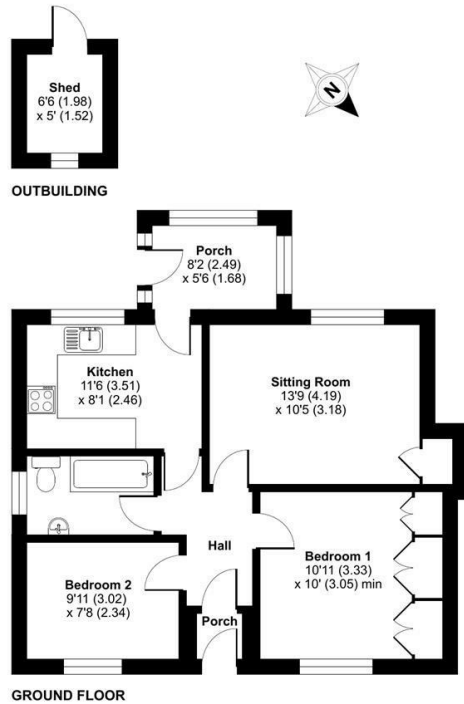 Shed
6'6 (1.98)
x 5' (1.52)
N
OUTBUILDING
Porch
8'2 (2.49)
x 5'6 (1.68)
Kitchen
11'6 (3.51)
x 8'1 (2.46)
Sitting Room
13'9 (4.19)
x 10'5 (3.18)
Hall
Bedroom 1
10'11 (3.33)
x 10' (3.05) min
Bedroom 2
9'11 (3.02)
x 7'8 (2.34)
Porch
GROUND FLOOR